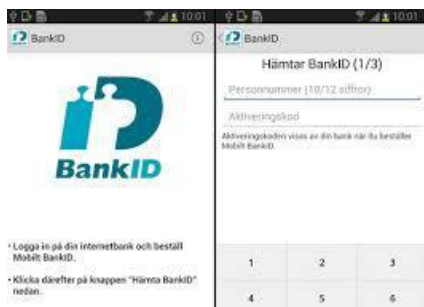 10:01
BankID
BankID
• Logga in på din internetbank och beställ
Mobilt BankID.
• Klicka därefter på knappen "Hämta BankID"
nedan.
10:01
BankID
Hämtar BankID (1/3)
Personnummer (10/12 siffror)
Aktiveringskod
Aktiveringskoden visas av din bank när du beställer
Mobilt BankID.
1 2 3
4 5 6